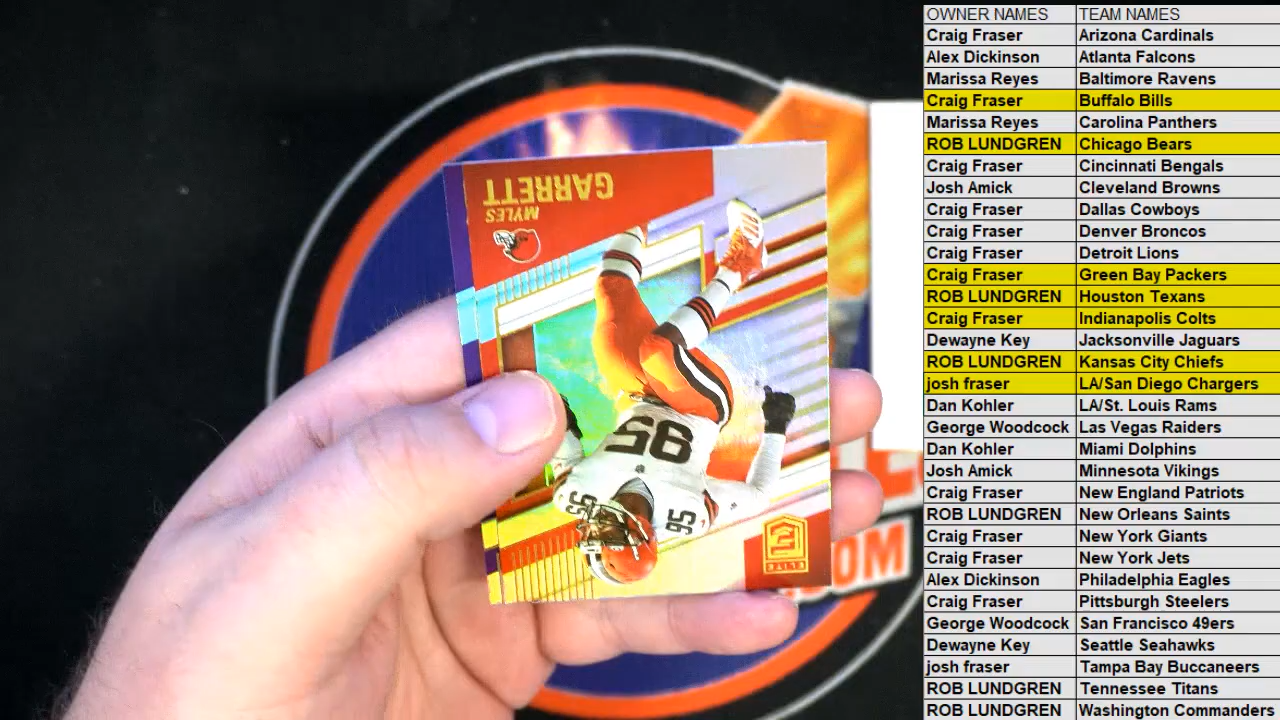 OWNER NAMES TEAM NAMES
Craig Fraser Arizona Cardinals
Alex Dickinson Atlanta Falcons
Marissa Reyes Baltimore Ravens
Craig Fraser Buffalo Bills
Marissa Reyes Carolina Panthers
ROB LUNDGREN Chicago Bears
Craig Fraser Cincinnati Bengals
Josh Amick Cleveland Browns
Craig Fraser Dallas Cowboys
Craig Fraser Denver Broncos
Craig Fraser Detroit Lions
Craig Fraser Green Bay Packers
ROB LUNDGREN Houston Texans
Craig Fraser Indianapolis Colts
Dewayne Key Jacksonville Jaguars
ROB LUNDGREN Kansas City Chiefs
josh fraser LA/San Diego Chargers
Dan Kohler LA/St. Louis Rams
George Woodcock Las Vegas Raiders
Dan Kohler Miami Dolphins
Josh Amick Minnesota Vikings
Craig Fraser New England Patriots
ROB LUNDGREN New Orleans Saints
Craig Fraser New York Giants
Craig Fraser New York Jets
Alex Dickinson Philadelphia Eagles
Craig Fraser Pittsburgh Steelers
George Woodcock San Francisco 49ers
Dewayne Key Seattle Seahawks
josh fraser Tampa Bay Buccaneers
ROB LUNDGREN Tennessee Titans
ROB LUNDGREN Washington Commanders
MYLES
GARRETT
95
95
95
ELITE
OM